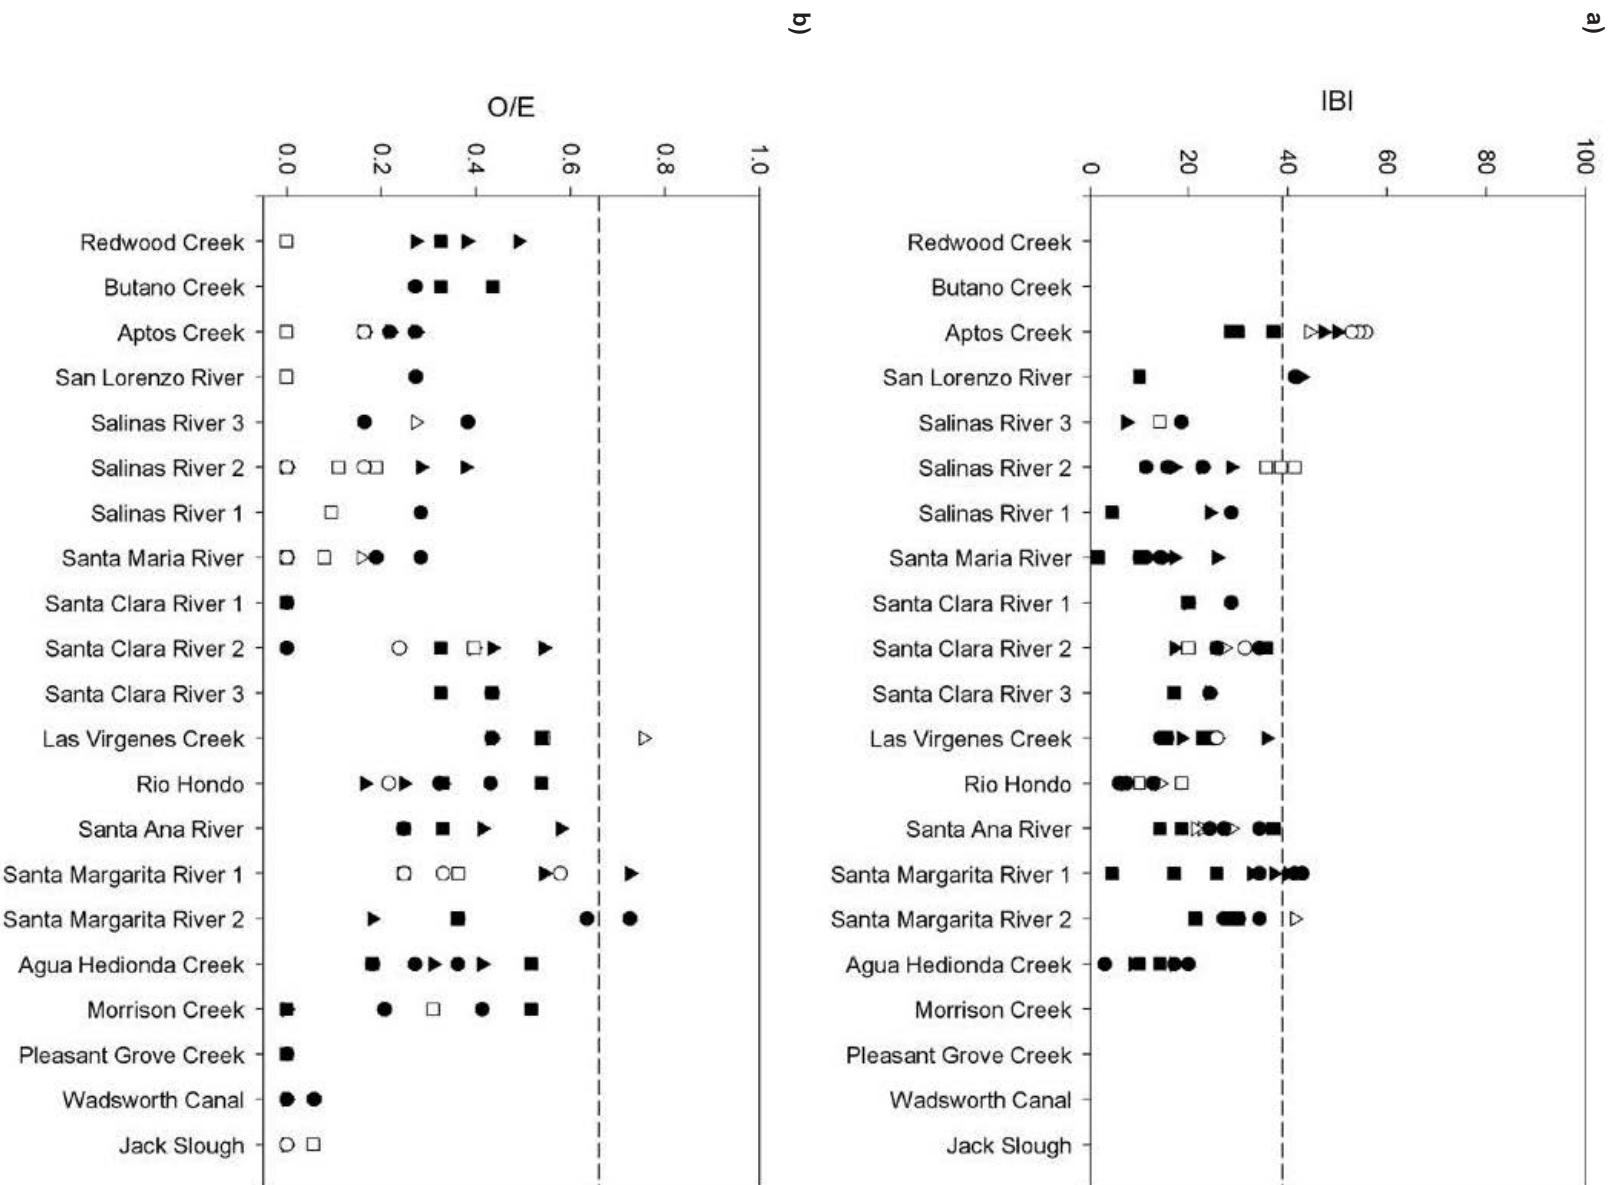 a)
IBI
0
20
40
60
80
100
Redwood Creek
Butano Creek
Aptos Creek
San Lorenzo River
Salinas River 3
Salinas River 2
Salinas River 1
Santa Maria River
Santa Clara River 1
Santa Clara River 2
Santa Clara River 3
Las Virgenes Creek
Rio Hondo
Santa Ana River
Santa Margarita River 1
Santa Margarita River 2
Agua Hedionda Creek
Morrison Creek
Pleasant Grove Creek
Wadsworth Canal
Jack Slough
b)
O/E
0.0
0.2
0.4
0.6
0.8
1.0
Redwood Creek
Butano Creek
Aptos Creek
San Lorenzo River
Salinas River 3
Salinas River 2
Salinas River 1
Santa Maria River
Santa Clara River 1
Santa Clara River 2
Santa Clara River 3
Las Virgenes Creek
Rio Hondo
Santa Ana River
Santa Margarita River 1
Santa Margarita River 2
Agua Hedionda Creek
Morrison Creek
Pleasant Grove Creek
Wadsworth Canal
Jack Slough